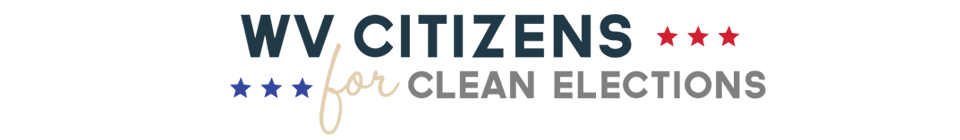 WV CITIZENS
for CLEAN ELECTIONS